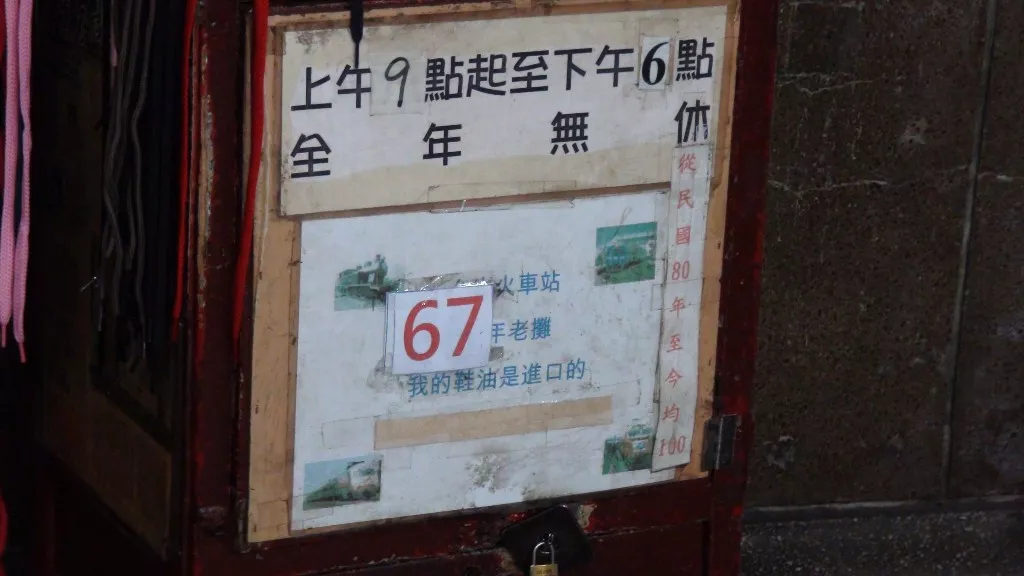 上午9點起至下午6點
全年無休
火車站
67年老攤
我的鞋油是進口的
從民國80年至今均100